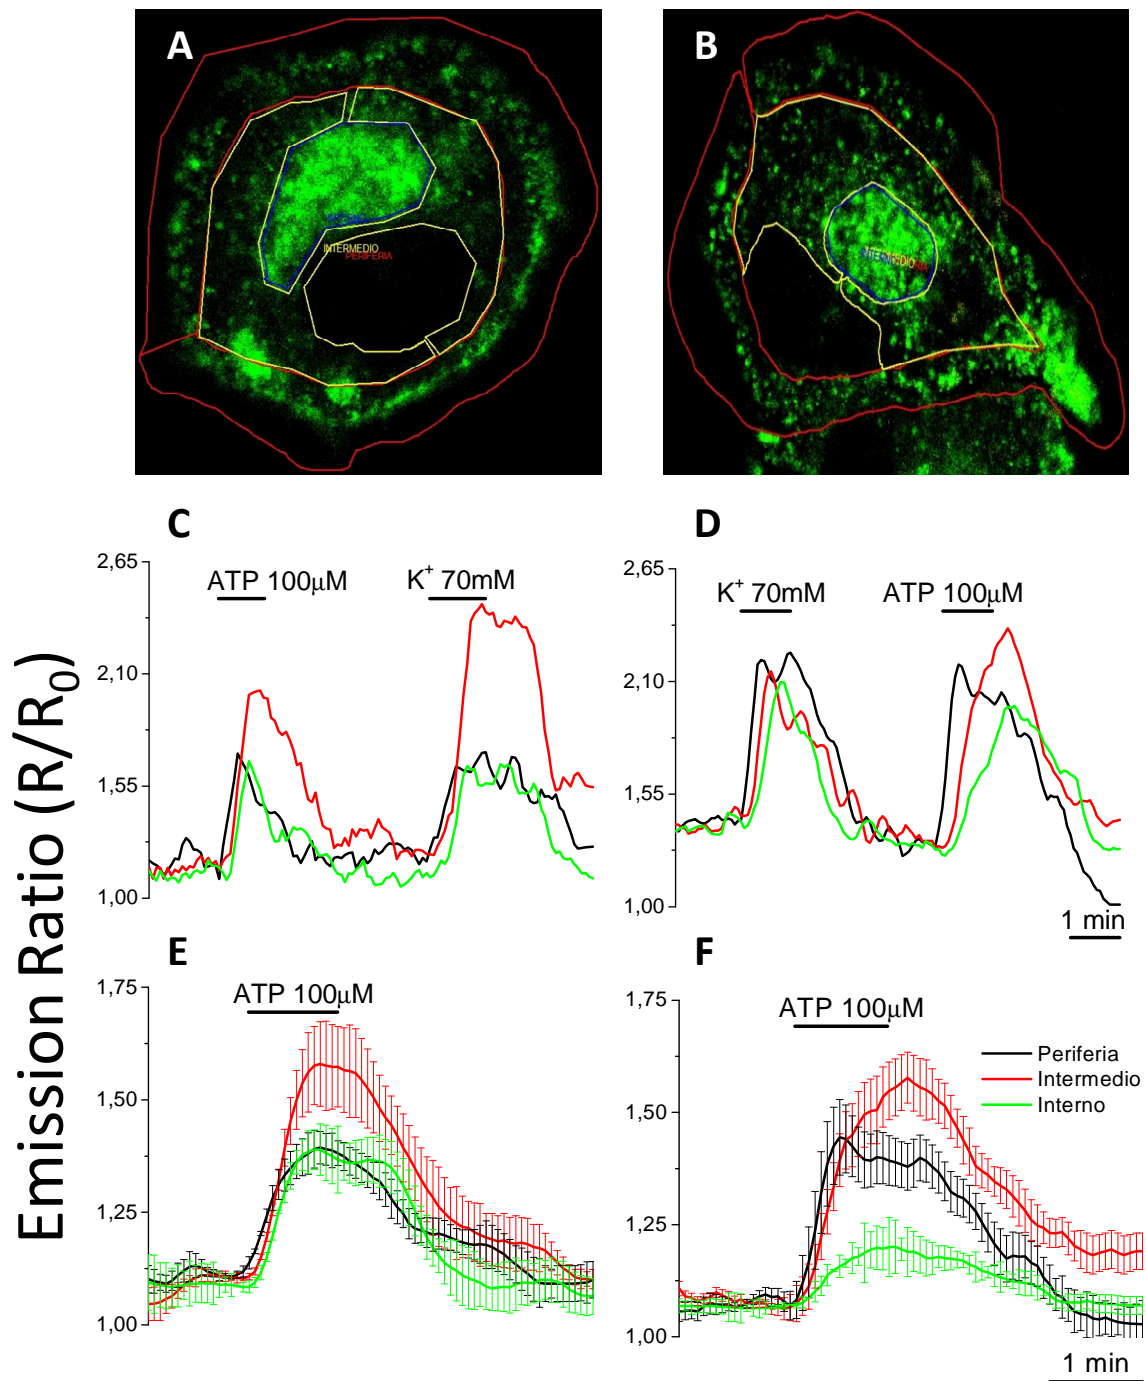 A
B
INTERMEDIO
PERIFERIA
C
D
Emission Ratio (R/R0)
2,65
2,10
1,55
1,00
ATP 100μM
K+ 70mM
2,65
2,10
1,55
1,00
K+ 70mM
ATP 100μM
1 min
E
F
1,75
1,50
1,25
1,00
ATP 100μM
1,75
1,50
1,25
1,00
ATP 100μM
Periferia
Intermedio
Interno
1 min